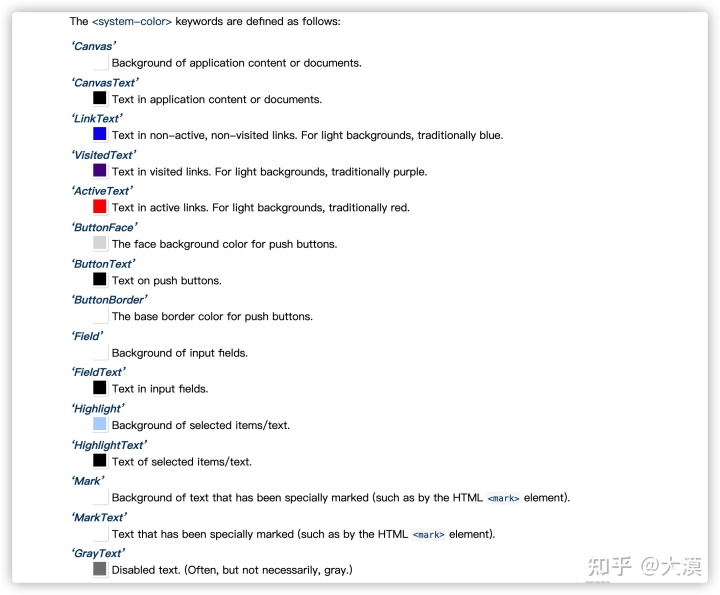 The <system-color> keywords are defined as follows:
‘Canvas’
Background of application content or documents.
‘CanvasText’
Text in application content or documents.
‘LinkText’
Text in non-active, non-visited links. For light backgrounds, traditionally blue.
‘VisitedText’
Text in visited links. For light backgrounds, traditionally purple.
‘ActiveText’
Text in active links. For light backgrounds, traditionally red.
‘ButtonFace’
The face background color for push buttons.
‘ButtonText’
Text on push buttons.
‘ButtonBorder’
The base border color for push buttons.
‘Field’
Background of input fields.
‘FieldText’
Text in input fields.
‘Highlight’
Background of selected items/text.
‘HighlightText’
Text of selected items/text.
‘Mark’
Background of text that has been specially marked (such as by the HTML <mark> element).
‘MarkText’
Text that has been specially marked (such as by the HTML <mark> element).
‘GrayText’
Disabled text. (Often, but not necessarily, gray.)
知乎 @大漠